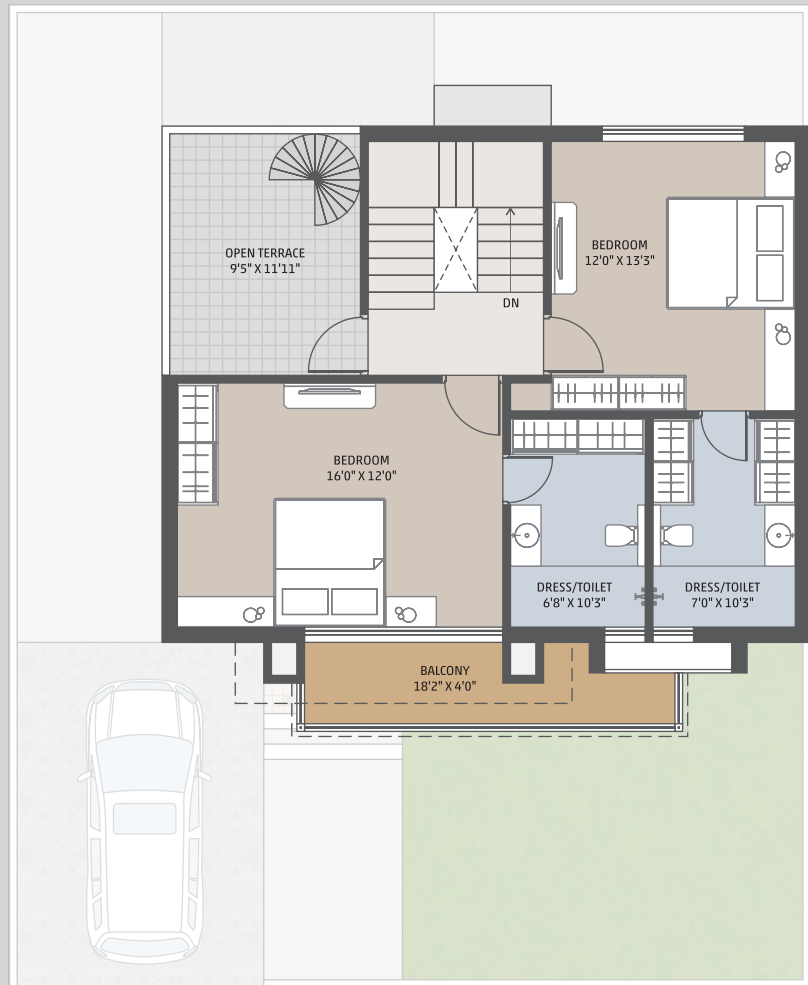 OPEN TERRACE
9'5" X 11'11"
BEDROOM
12'0" X 13'3"
DN
BEDROOM
16'0" X 12'0"
DRESS/TOILET
6'8" X 10'3"
DRESS/TOILET
7'0" X 10'3"
BALCONY
18'2" X 4'0"